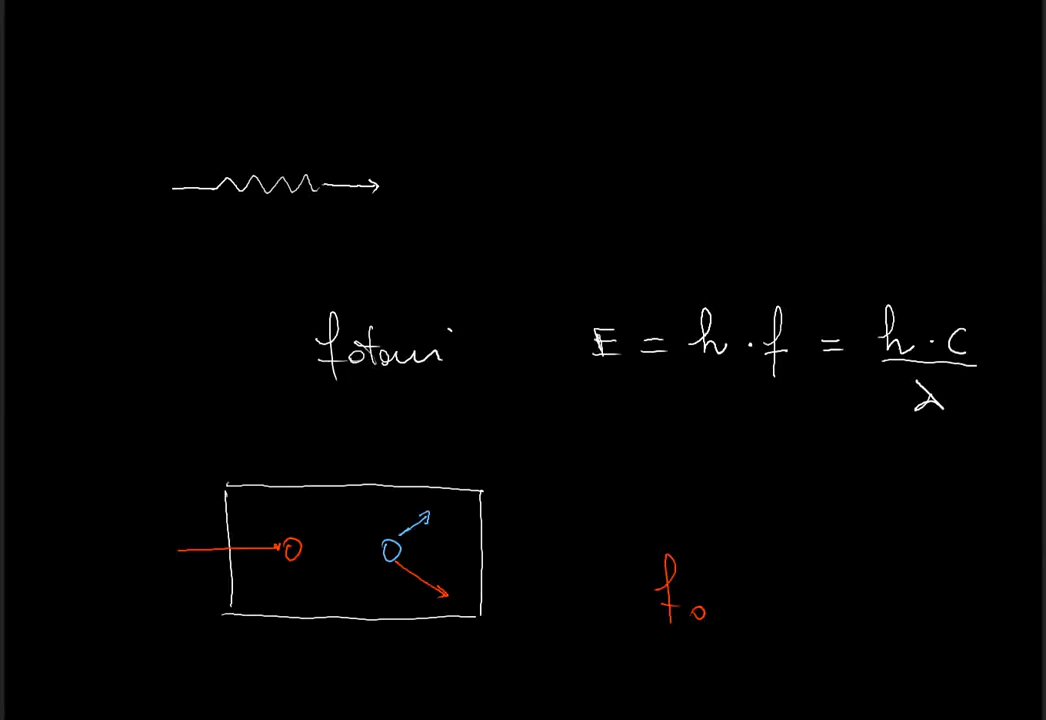 fotoni E = h · f = h · c / λ
f₀